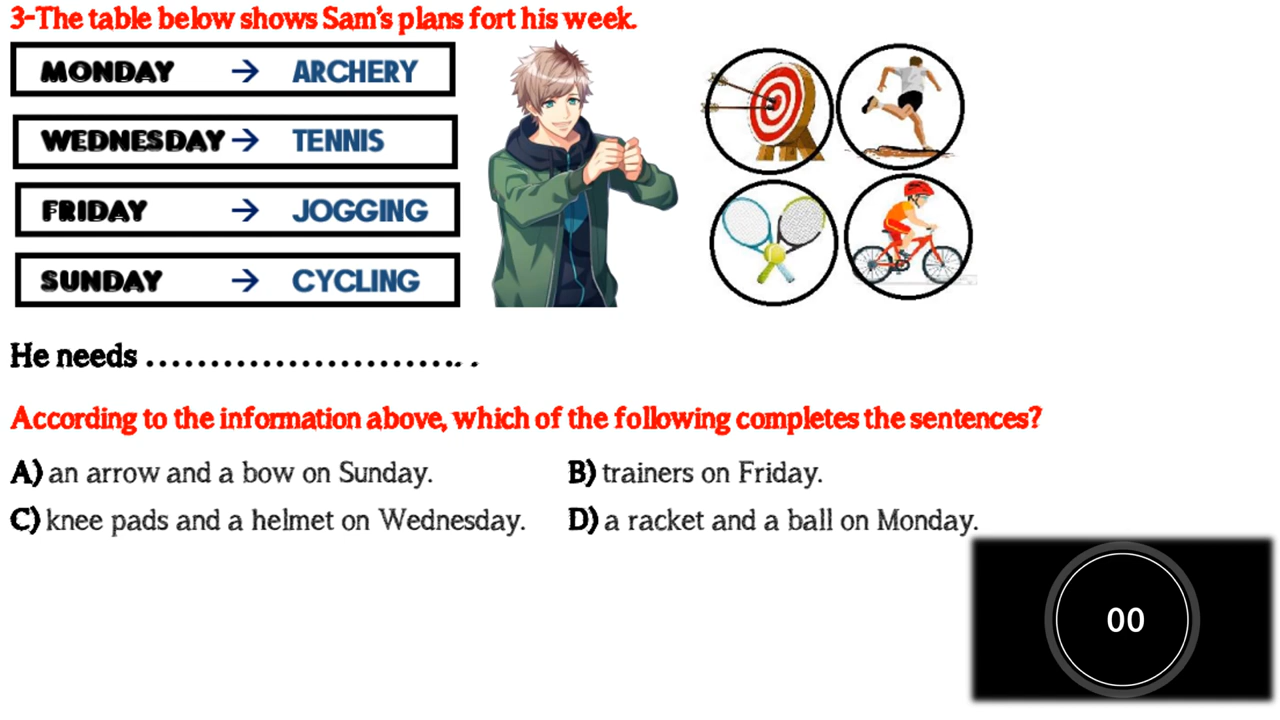 3-The table below shows Sam's plans fort his week.
MONDAY → ARCHERY
WEDNESDAY → TENNIS
FRIDAY → JOGGING
SUNDAY → CYCLING
He needs ……………………….. .
According to the information above, which of the following completes the sentences?
A) an arrow and a bow on Sunday. B) trainers on Friday.
C) knee pads and a helmet on Wednesday. D) a racket and a ball on Monday.
00